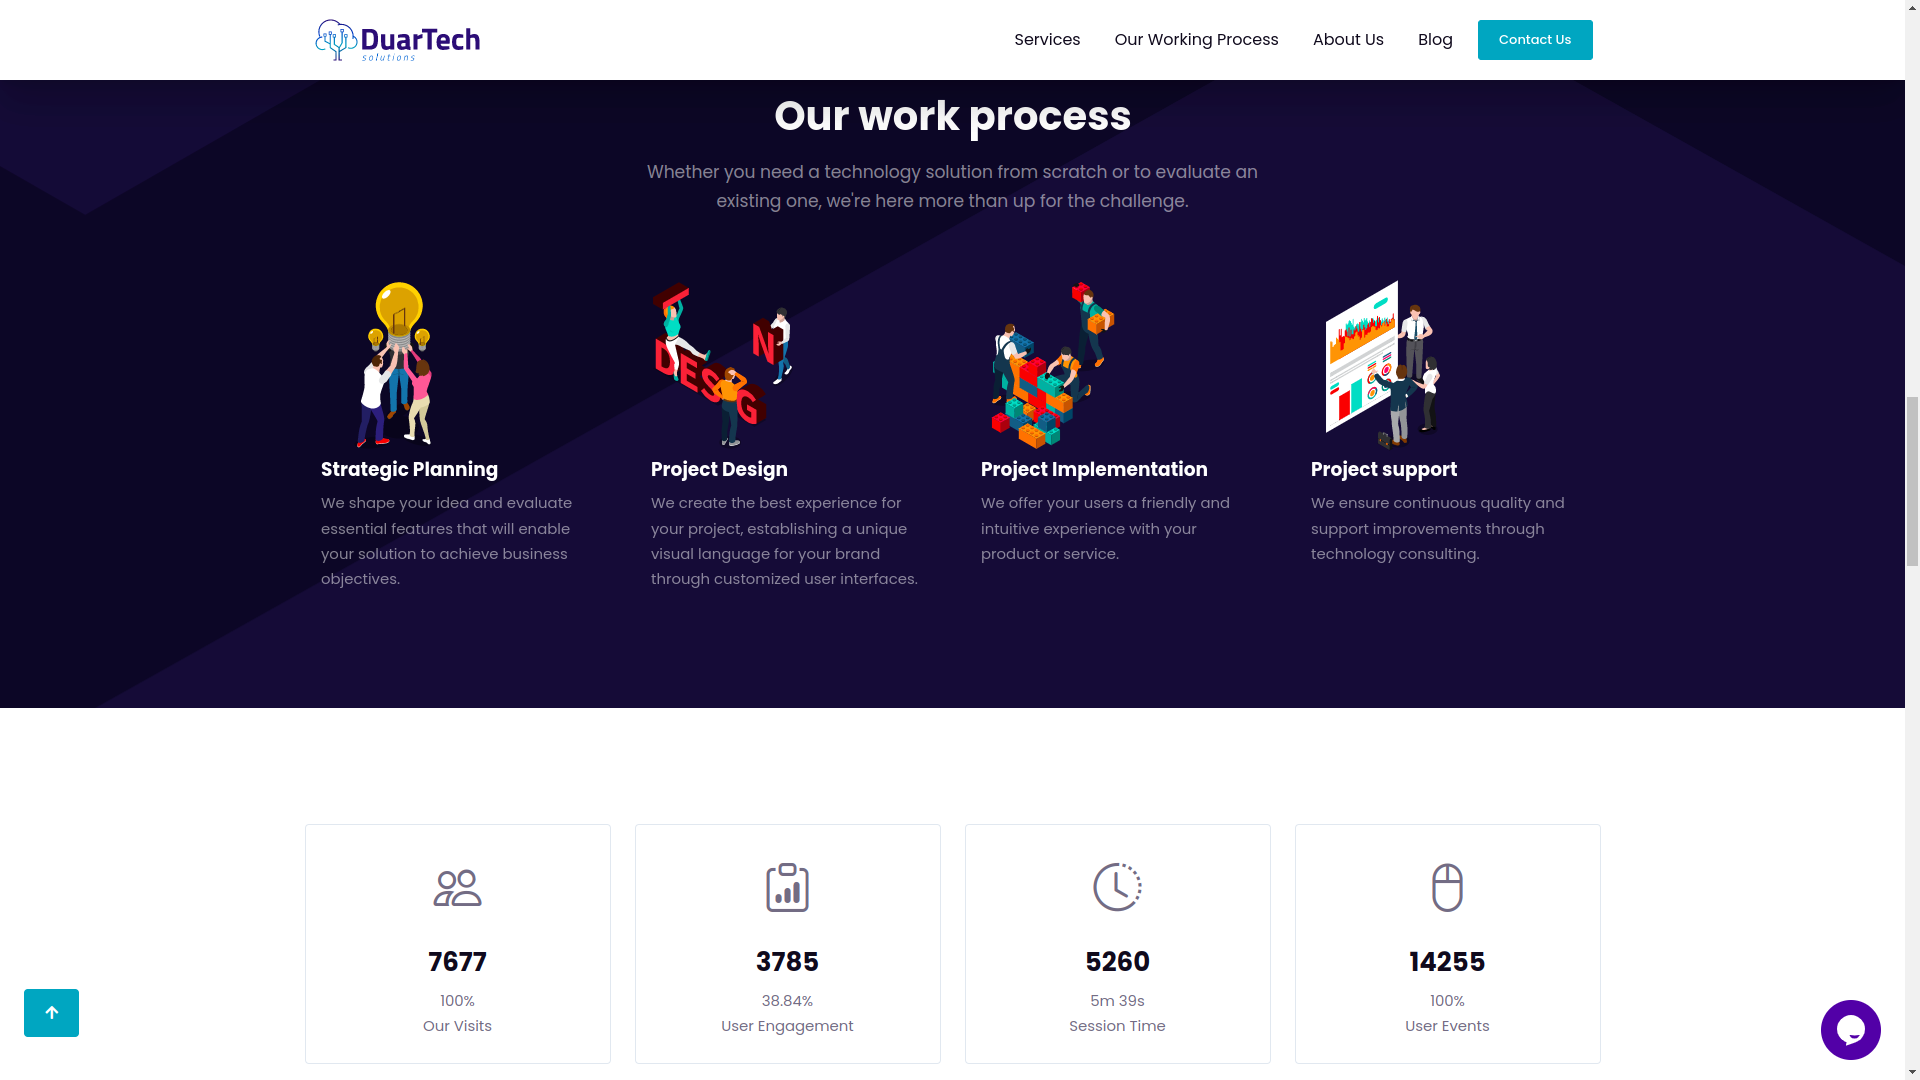 DuarTech
solutions
Services
Our Working Process
About Us
Blog
Contact Us
Our work process
Whether you need a technology solution from scratch or to evaluate an
existing one, we're here more than up for the challenge.
T
DESIGN
Strategic Planning
We shape your idea and evaluate
essential features that will enable
your solution to achieve business
objectives.
Project Design
We create the best experience for
your project, establishing a unique
visual language for your brand
through customized user interfaces.
Project Implementation
We offer your users a friendly and
intuitive experience with your
product or service.
Project support
We ensure continuous quality and
support improvements through
technology consulting.
7677
100%
Our Visits
3785
38.84%
User Engagement
5260
5m 39s
Session Time
14255
100%
User Events